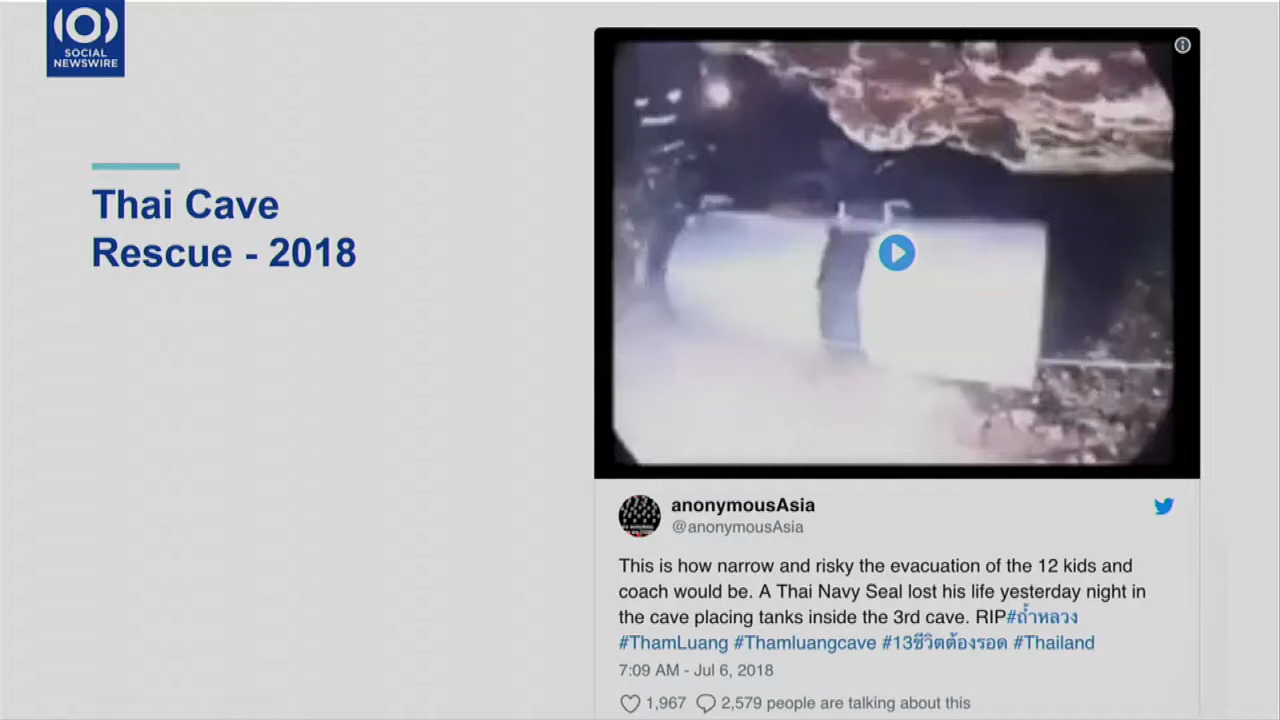 SOCIAL
NEWSWIRE
Thai Cave
Rescue - 2018
anonymousAsia
@anonymousAsia
This is how narrow and risky the evacuation of the 12 kids and
coach would be. A Thai Navy Seal lost his life yesterday night in
the cave placing tanks inside the 3rd cave. RIP#ถ้ำหลวง
#ThamLuang #Thamluangcave #13ชีวิตต้องรอด #Thailand
7:09 AM - Jul 6, 2018
1,967 2,579 people are talking about this